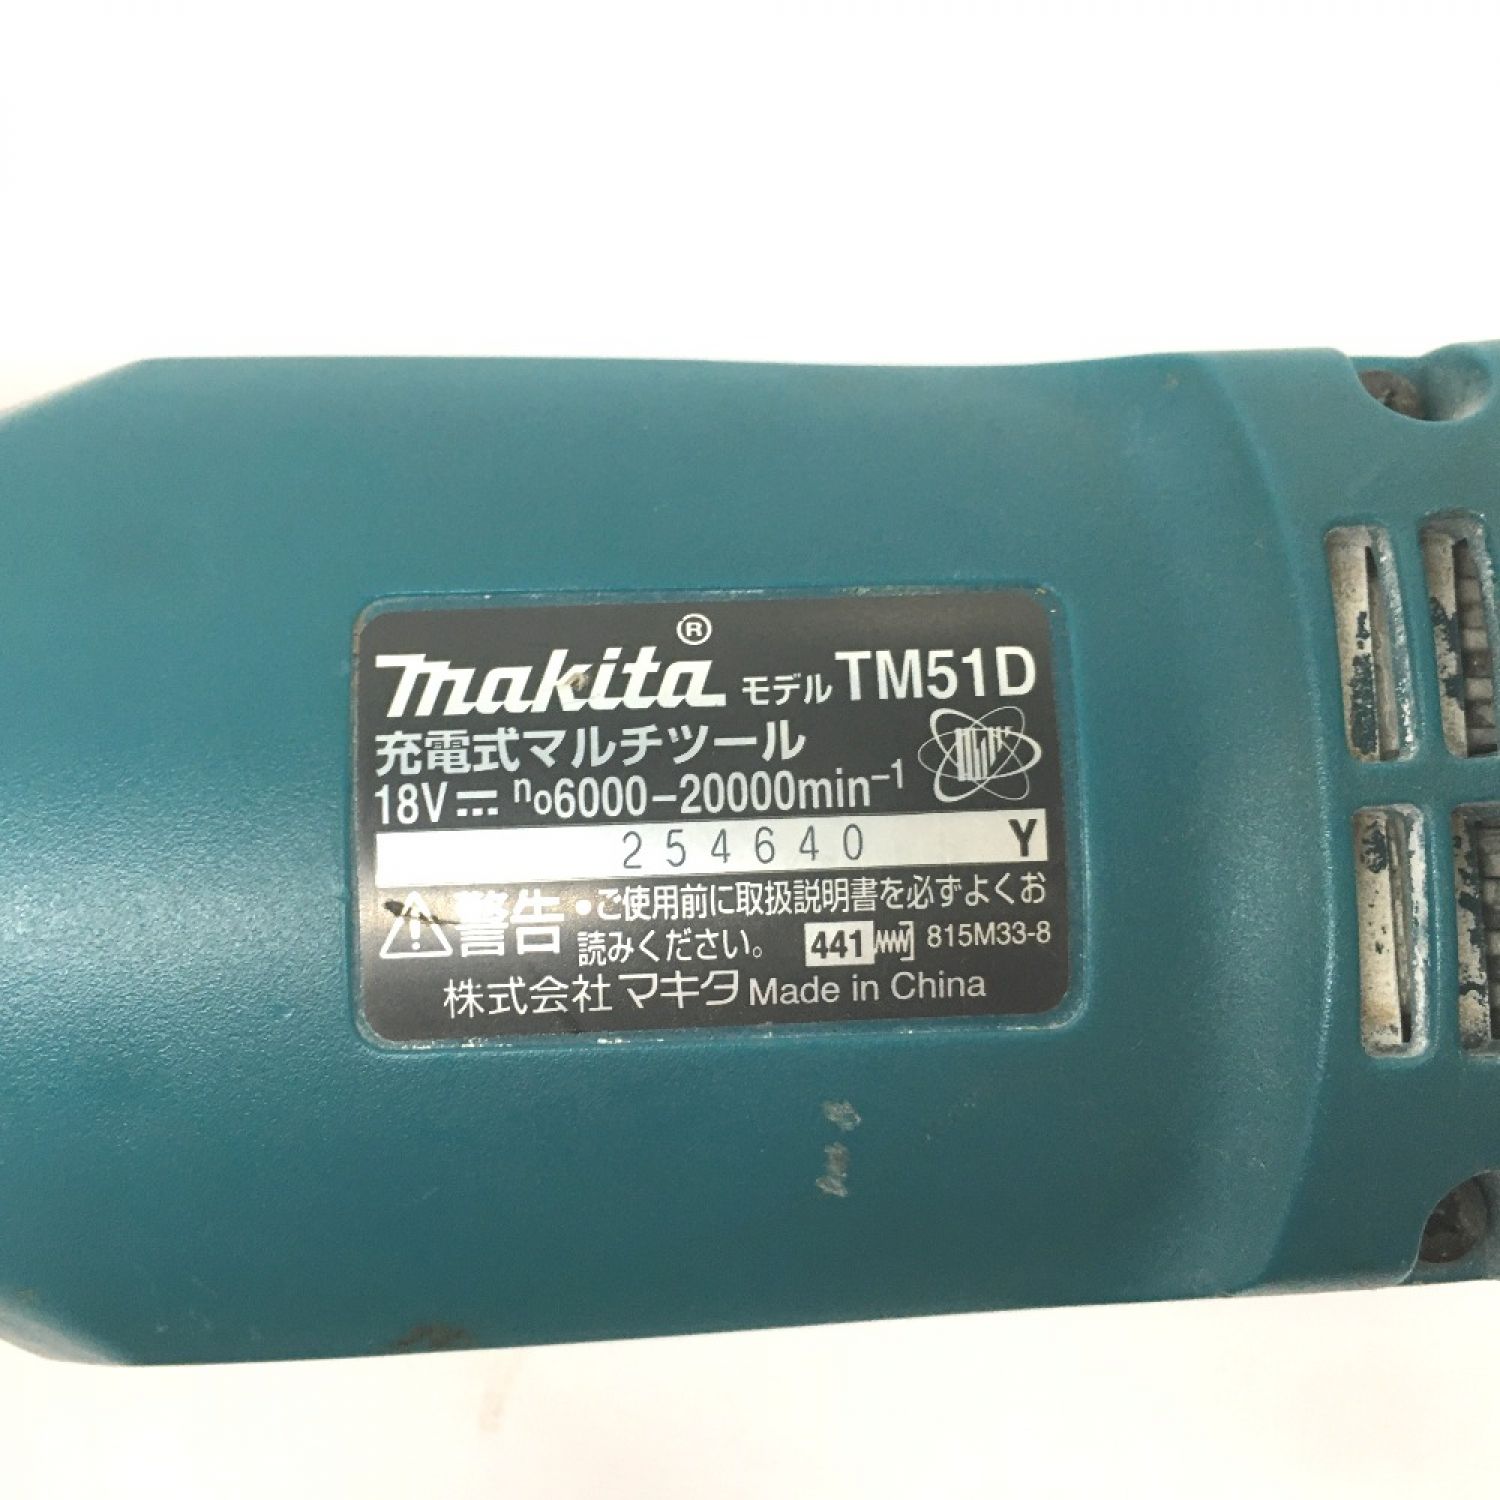 makita® モデル TM51D
充電式マルチツール
18V⎓ n₀6000-20000min⁻¹
254640 Y
⚠警告 ・ご使用前に取扱説明書を必ずよくお
読みください。 441 815M33-8
株式会社マキタ Made in China